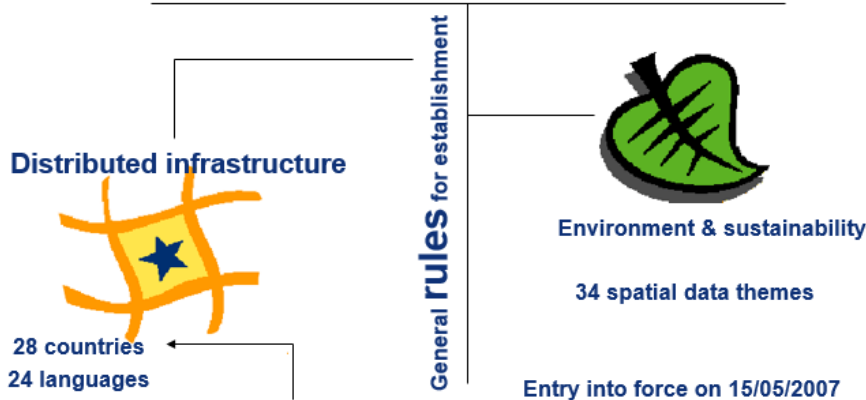 General rules for establishment
Distributed infrastructure
28 countries
24 languages
Environment & sustainability
34 spatial data themes
Entry into force on 15/05/2007